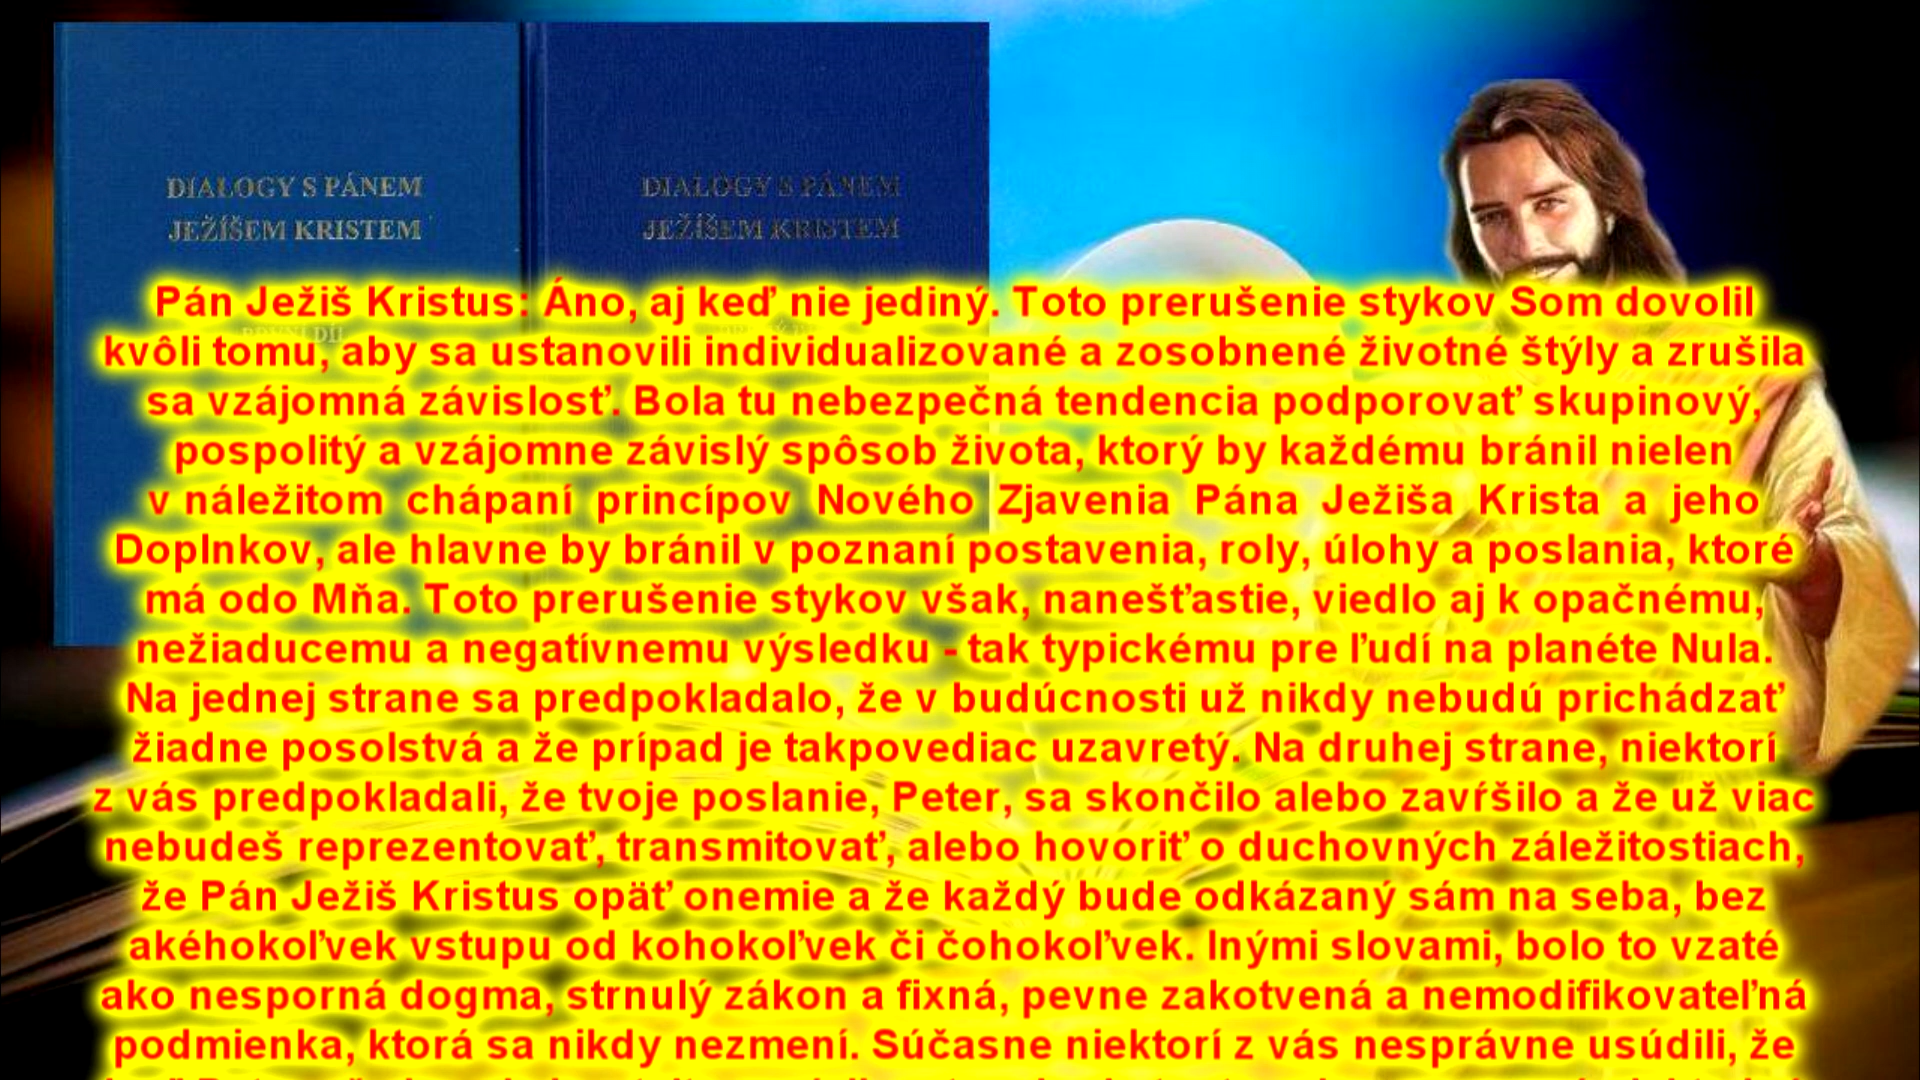 DIALOGY S PÁNEM
JEŽÍŠEM KRISTEM
DIALOGY S PÁNEM
JEŽÍŠEM KRISTEM
PRVNÍ DÍL
Pán Ježiš Kristus: Áno, aj keď nie jediný. Toto prerušenie stykov Som dovolil
kvôli tomu, aby sa ustanovili individualizované a zosobnené životné štýly a zrušila
sa vzájomná závislosť. Bola tu nebezpečná tendencia podporovať skupinový,
pospolitý a vzájomne závislý spôsob života, ktorý by každému bránil nielen
v náležitom chápaní princípov Nového Zjavenia Pána Ježiša Krista a jeho
Doplnkov, ale hlavne by bránil v poznaní postavenia, roly, úlohy a poslania, ktoré
má odo Mňa. Toto prerušenie stykov však, nanešťastie, viedlo aj k opačnému,
nežiaducemu a negatívnemu výsledku - tak typickému pre ľudí na planéte Nula.
Na jednej strane sa predpokladalo, že v budúcnosti už nikdy nebudú prichádzať
žiadne posolstvá a že prípad je takpovediac uzavretý. Na druhej strane, niektorí
z vás predpokladali, že tvoje poslanie, Peter, sa skončilo alebo zavŕšilo a že už viac
nebudeš reprezentovať, transmitovať, alebo hovoriť o duchovných záležitostiach,
že Pán Ježiš Kristus opäť onemie a že každý bude odkázaný sám na seba, bez
akéhokoľvek vstupu od kohokoľvek či čohokoľvek. Inými slovami, bolo to vzaté
ako nesporná dogma, strnulý zákon a fixná, pevne zakotvená a nemodifikovateľná
podmienka, ktorá sa nikdy nezmení. Súčasne niektorí z vás nesprávne usúdili, že